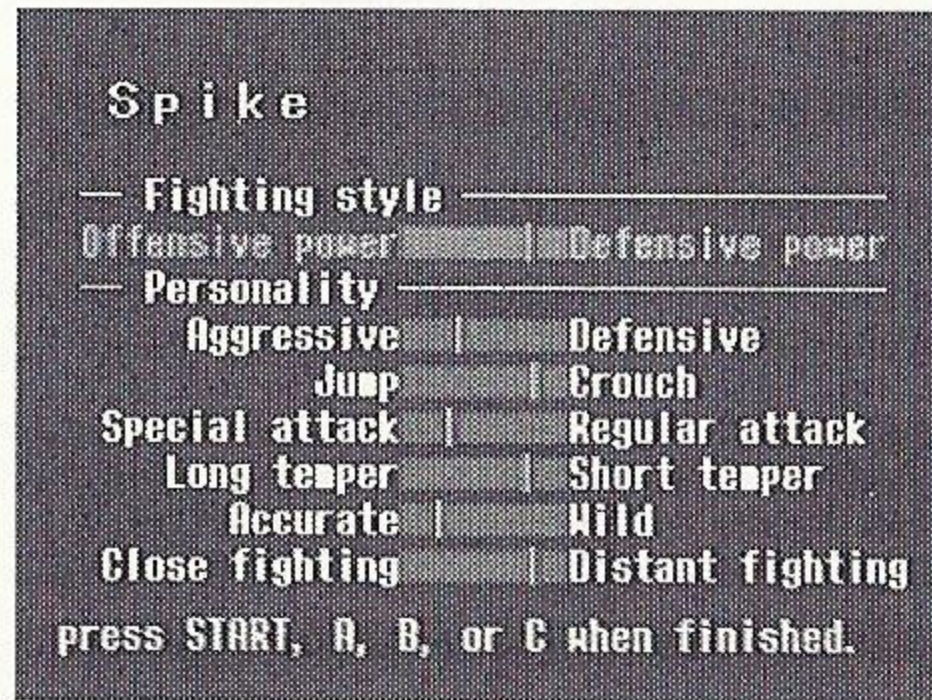 Spike
Fighting style
Offensive power Defensive power
Personality
Aggressive Defensive
Jump Crouch
Special attack Regular attack
Long temper Short temper
Accurate Wild
Close fighting Distant fighting
press START, A, B, or C when finished.